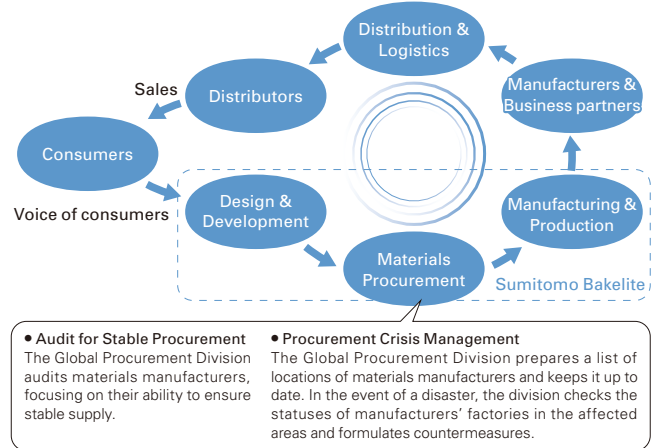 Distribution &
Logistics
Distributors
Manufacturers &
Business partners
Sales
Consumers
Voice of consumers
Design &
Development
Manufacturing &
Production
Materials
Procurement
Sumitomo Bakelite
• Audit for Stable Procurement
The Global Procurement Division
audits materials manufacturers,
focusing on their ability to ensure
stable supply.
• Procurement Crisis Management
The Global Procurement Division prepares a list of
locations of materials manufacturers and keeps it up to
date. In the event of a disaster, the division checks the
statuses of manufacturers’ factories in the affected
areas and formulates countermeasures.